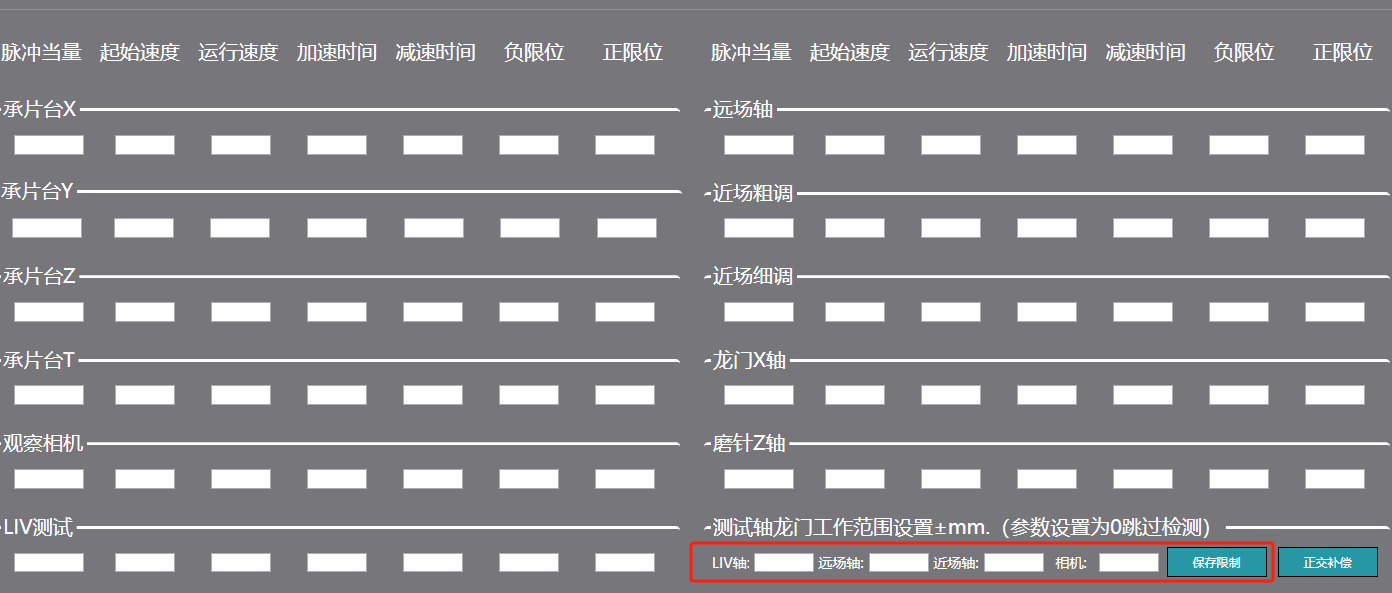 脉冲当量 起始速度 运行速度 加速时间 减速时间 负限位 正限位 脉冲当量 起始速度 运行速度 加速时间 减速时间 负限位 正限位
承片台X 远场轴
承片台Y 近场粗调
承片台Z 近场细调
承片台T 龙门X轴
观察相机 磨针Z轴
LIV测试 测试轴龙门工作范围设置±mm.（参数设置为0跳过检测）
LIV轴: 远场轴: 近场轴: 相机: 保存限制 正交补偿